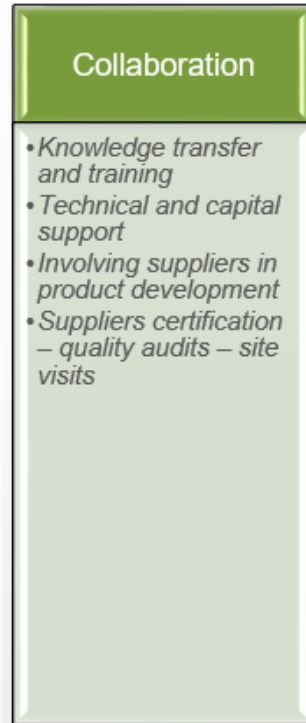 Collaboration
•Knowledge transfer
and training
•Technical and capital
support
•Involving suppliers in
product development
•Suppliers certification
– quality audits – site
visits